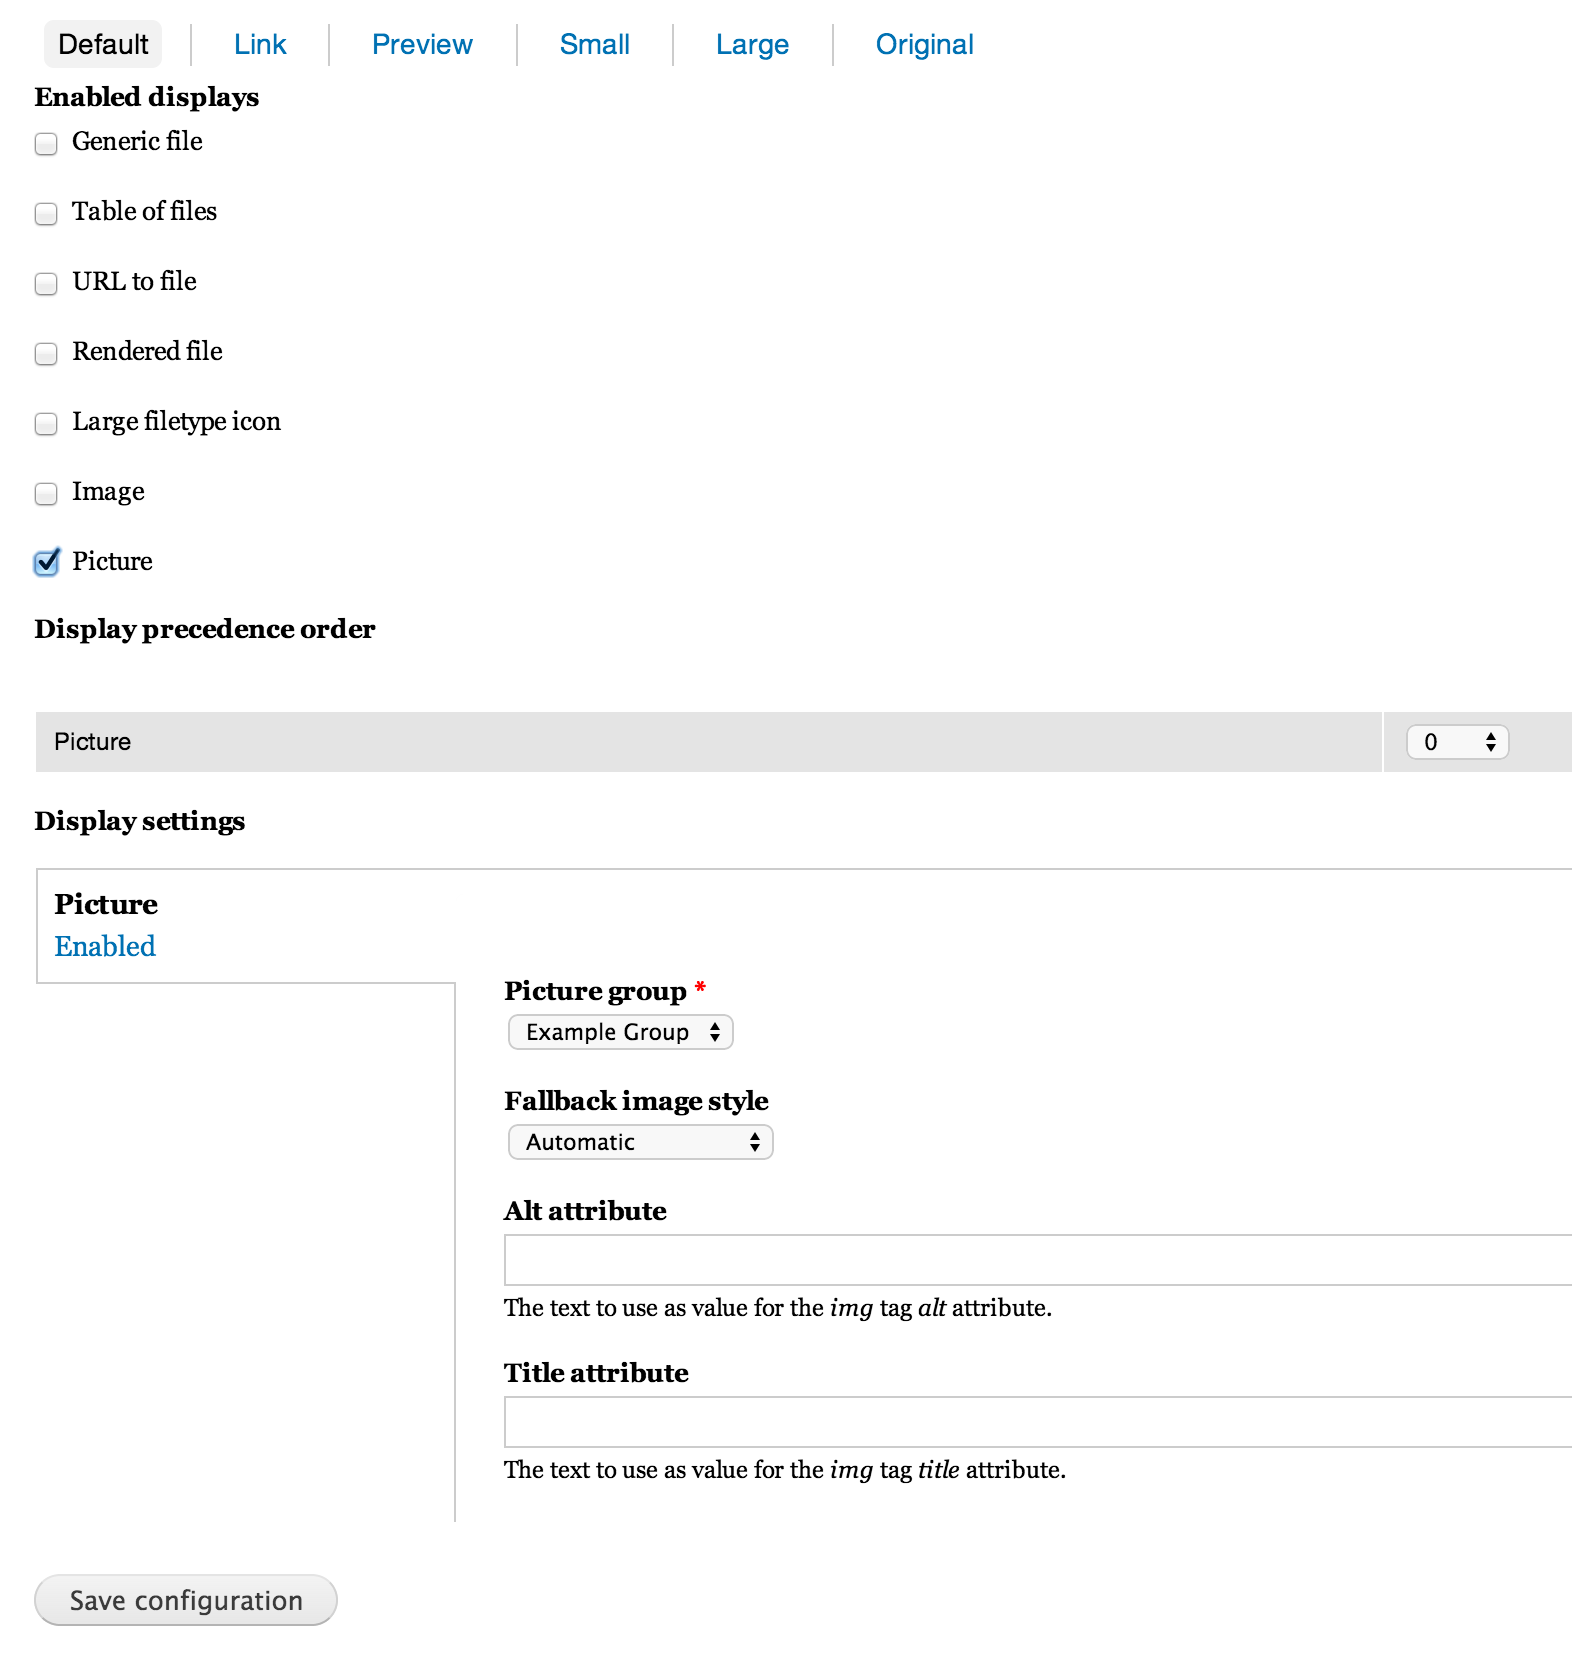 Default Link Preview Small Large Original
Enabled displays
Generic file
Table of files
URL to file
Rendered file
Large filetype icon
Image
Picture
Display precedence order
Picture 0
Display settings
Picture
Enabled
Picture group *
Example Group
Fallback image style
Automatic
Alt attribute
The text to use as value for the img tag alt attribute.
Title attribute
The text to use as value for the img tag title attribute.
Save configuration